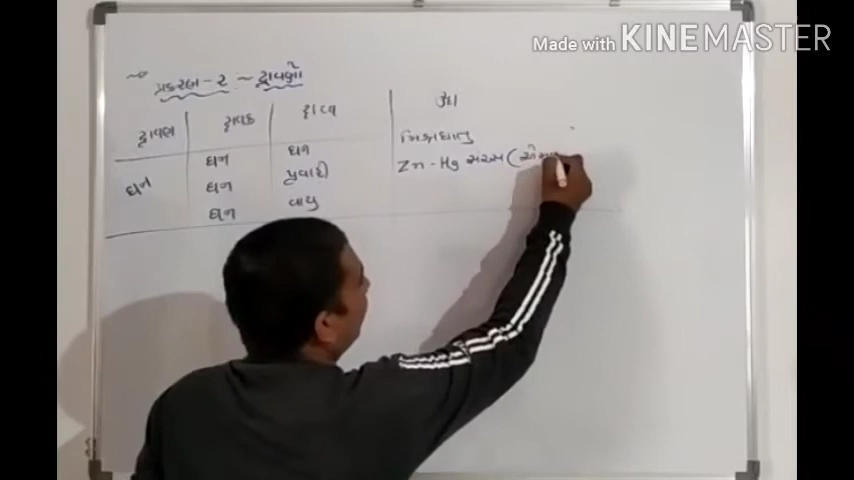 Made with KINEMASTER
પ્રકરણ - ૨ ~ દ્રાવણો
દ્રાવણ દ્રાવક દ્રાવ્ય ઉદા
ઘન ઘન મિશ્રધાતુ
ઘન ઘન પ્રવાહી Zn - Hg સંરસ (
ઘન વાયુ